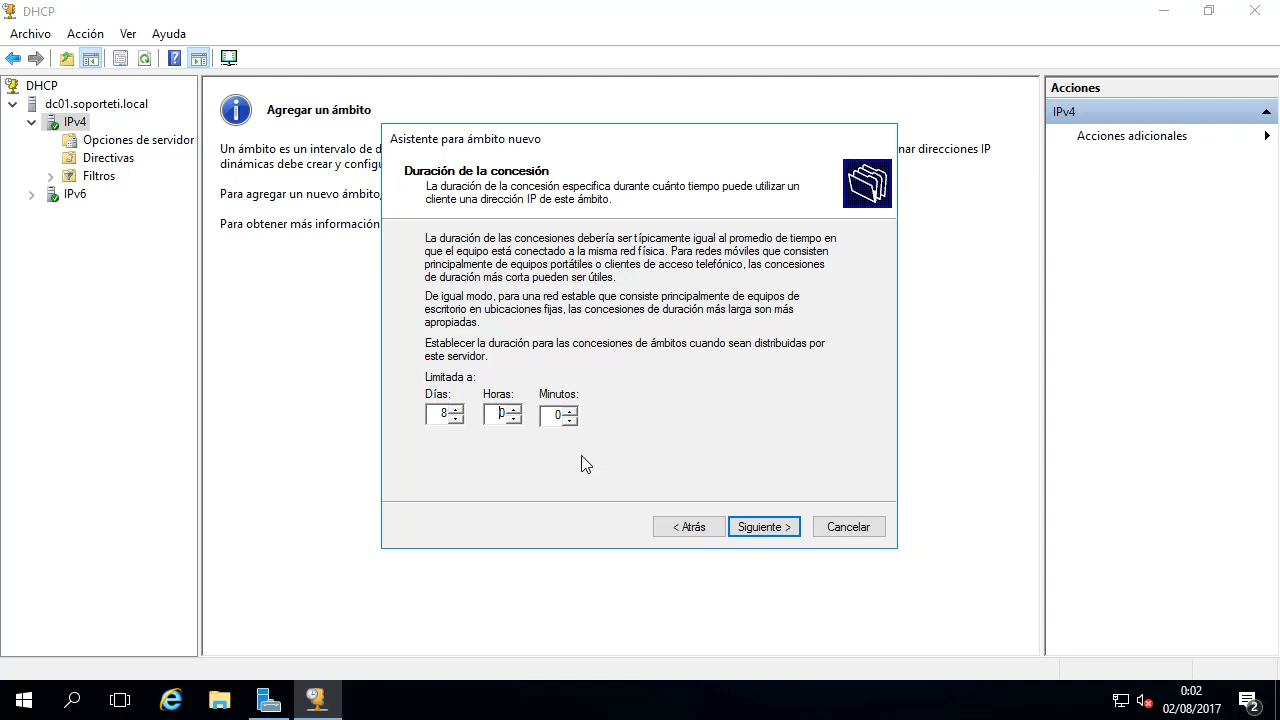 DHCP
Archivo Acción Ver Ayuda
DHCP
dc01.soporteti.local
IPv4
Opciones de servidor
Directivas
Filtros
IPv6
Agregar un ámbito
Un ámbito es un intervalo de d
nar direcciones IP
dinámicas debe crear y configu
Para agregar un nuevo ámbito,
Para obtener más información
Asistente para ámbito nuevo
Duración de la concesión
La duración de la concesión especifica durante cuánto tiempo puede utilizar un
cliente una dirección IP de este ámbito.
La duración de las concesiones debería ser típicamente igual al promedio de tiempo en
que el equipo está conectado a la misma red física. Para redes móviles que consisten
principalmente de equipos portátiles o clientes de acceso telefónico, las concesiones
de duración más corta pueden ser útiles.
De igual modo, para una red estable que consiste principalmente de equipos de
escritorio en ubicaciones fijas, las concesiones de duración más larga son más
apropiadas.
Establecer la duración para las concesiones de ámbitos cuando sean distribuidas por
este servidor.
Limitada a:
Días: Horas: Minutos:
8 0 0
< Atrás Siguiente > Cancelar
Acciones
IPv4
Acciones adicionales
0:02
02/08/2017
2